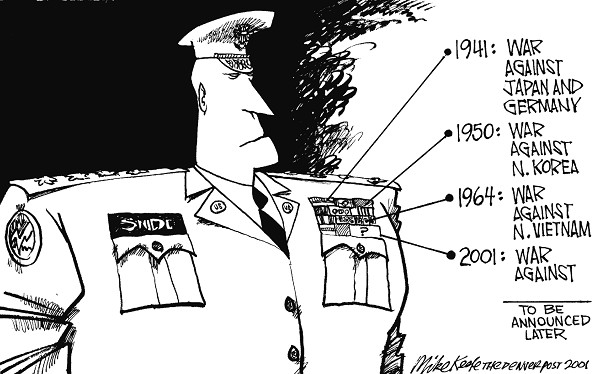 1941: WAR
AGAINST
JAPAN AND
GERMANY
1950: WAR
AGAINST
N. KOREA
1964: WAR
AGAINST
N. VIETNAM
2001: WAR
AGAINST
TO BE
ANNOUNCED
LATER
US
US
?
Mike Keefe THE DENVER POST 2001